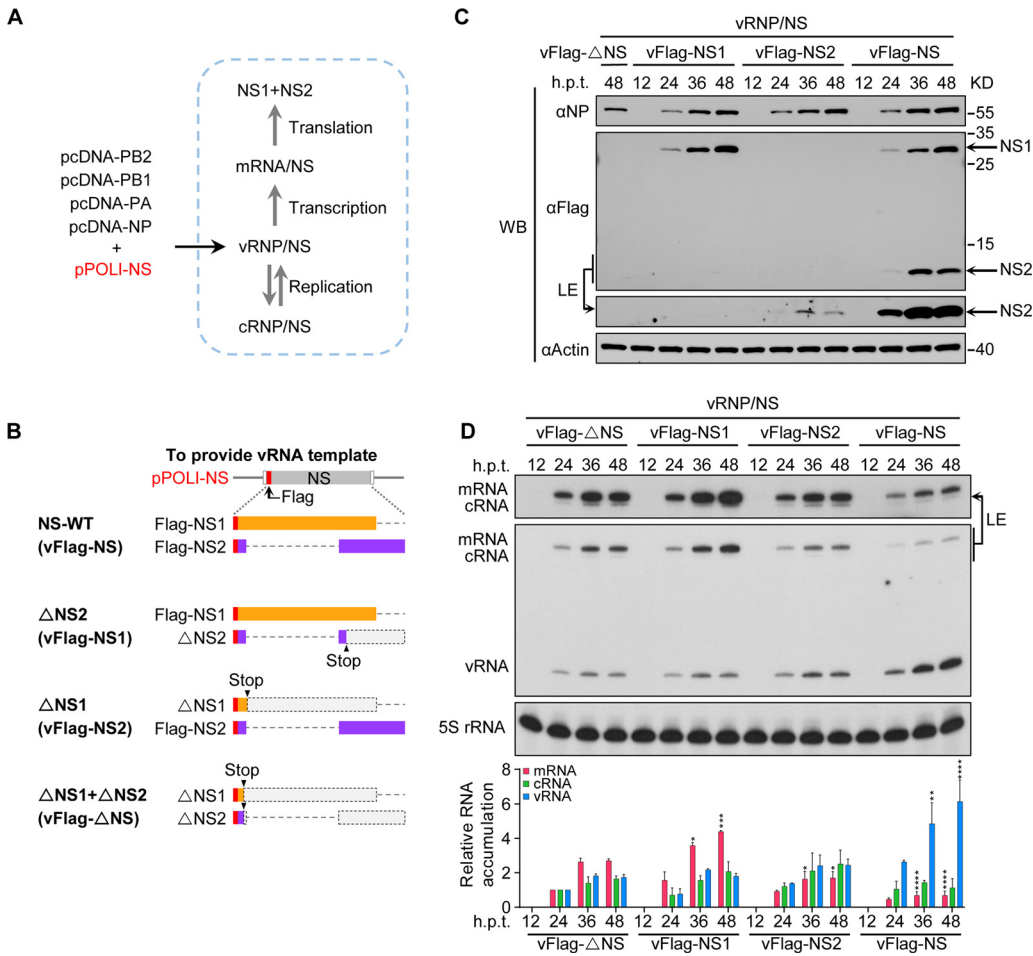 A
pcDNA-PB2
pcDNA-PB1
pcDNA-PA
pcDNA-NP
+
pPOLI-NS
NS1+NS2
Translation
mRNA/NS
Transcription
vRNP/NS
Replication
cRNP/NS
B
To provide vRNA template
pPOLI-NS
NS
Flag
NS-WT
(vFlag-NS)
Flag-NS1
Flag-NS2
△NS2
(vFlag-NS1)
Flag-NS1
△NS2
Stop
Stop
△NS1
(vFlag-NS2)
△NS1
Flag-NS2
Stop
△NS1+△NS2
(vFlag-△NS)
△NS1
△NS2
C
vRNP/NS
vFlag-△NS vFlag-NS1 vFlag-NS2 vFlag-NS
h.p.t. 48 12 24 36 48 12 24 36 48 12 24 36 48 KD
WB
αNP
55
35
NS1
25
αFlag
15
NS2
LE
NS2
αActin
40
D
vRNP/NS
vFlag-△NS vFlag-NS1 vFlag-NS2 vFlag-NS
h.p.t. 12 24 36 48 12 24 36 48 12 24 36 48 12 24 36 48
mRNA
cRNA
LE
mRNA
cRNA
vRNA
5S rRNA
Relative RNA
accumulation
8
6
4
2
0
mRNA
cRNA
vRNA
* *** * * **** ** **** ****
h.p.t. 12 24 36 48 12 24 36 48 12 24 36 48 12 24 36 48
vFlag-△NS vFlag-NS1 vFlag-NS2 vFlag-NS